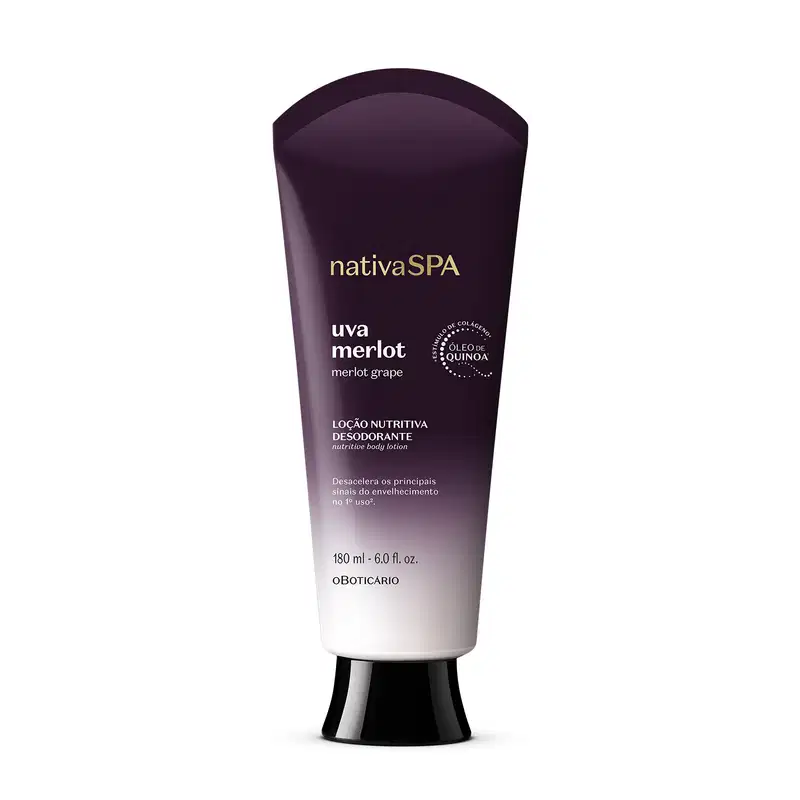 nativaSPA
uva
merlot
merlot grape
•ESTÍMULO DE COLÁGENO¹
ÓLEO DE
QUINOA
LOÇÃO NUTRITIVA
DESODORANTE
nutritive body lotion
Desacelera os principais
sinais do envelhecimento
no 1º uso².
180 ml - 6.0 fl. oz.
oBOTICÁRIO